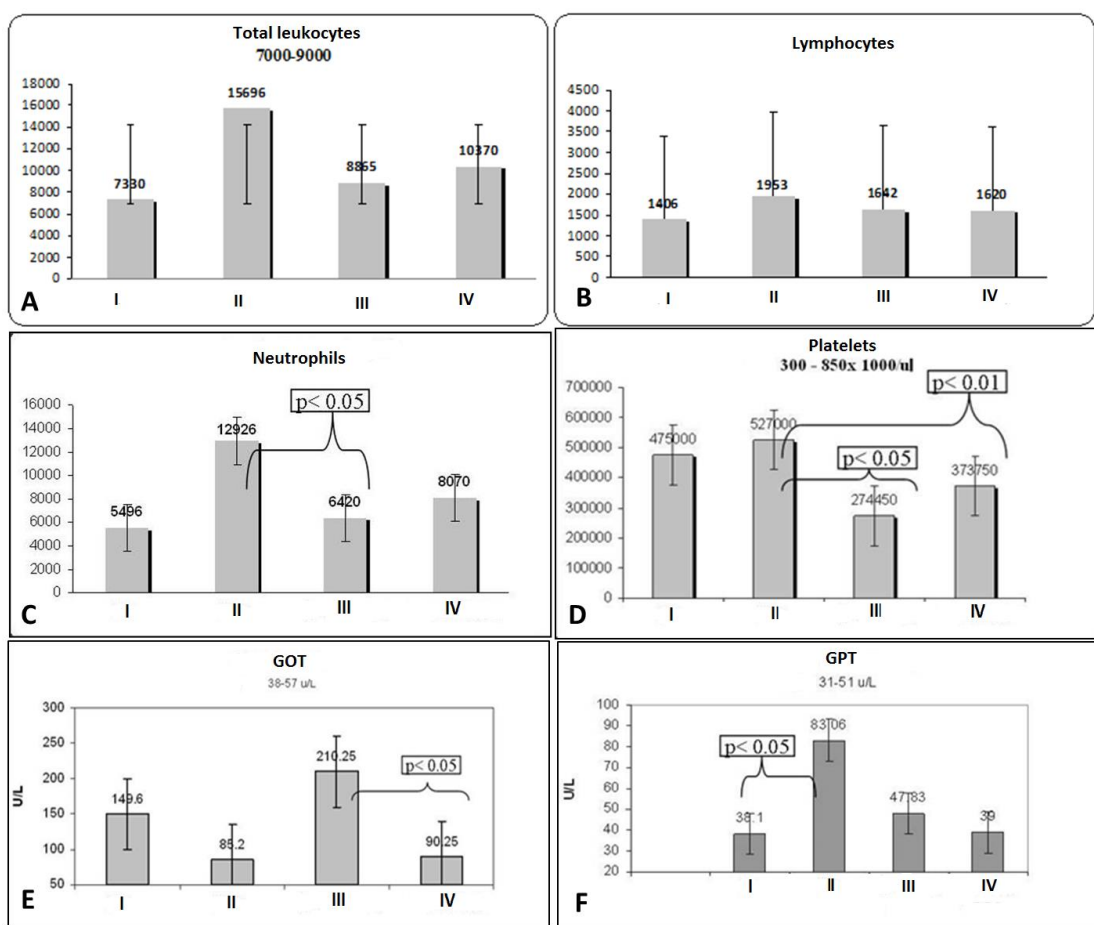 Total leukocytes
7000-9000
18000
16000
14000
12000
10000
8000
6000
4000
2000
0
7330
15696
8865
10370
I
II
III
IV
A
Lymphocytes
4500
4000
3500
3000
2500
2000
1500
1000
500
0
1406
1953
1642
1620
I
II
III
IV
B
Neutrophils
16000
14000
12000
10000
8000
6000
4000
2000
0
p< 0.05
5496
12926
6420
8070
I
II
III
IV
C
Platelets
300 - 850x 1000/ul
700000
600000
500000
400000
300000
200000
100000
0
p< 0.01
p< 0.05
475000
527000
274450
373750
I
II
III
IV
D
GOT
38-57 u/L
U/L
300
250
200
150
100
50
149.6
85.2
210.25
90.25
p< 0.05
I
II
III
IV
E
GPT
31-51 u/L
U/L
100
90
80
70
60
50
40
30
20
p< 0.05
38.1
83.06
47.83
39
I
II
III
IV
F